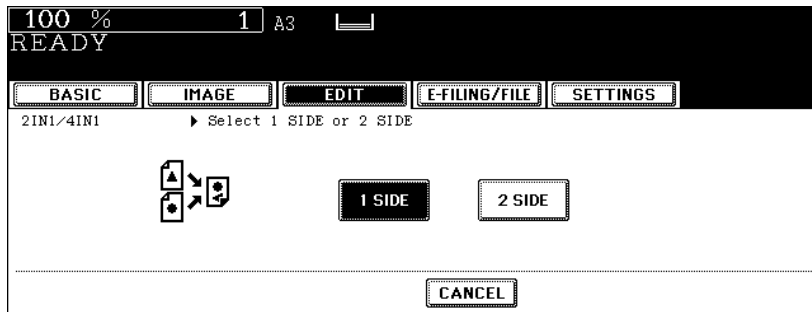 100 % 1 A3
READY
BASIC IMAGE EDIT E-FILING/FILE SETTINGS
2IN1/4IN1 Select 1 SIDE or 2 SIDE
1 SIDE 2 SIDE
CANCEL